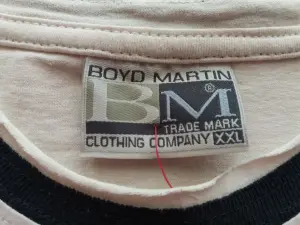 BOYD MARTIN
BM®
TRADE MARK
CLOTHING COMPANY XXL